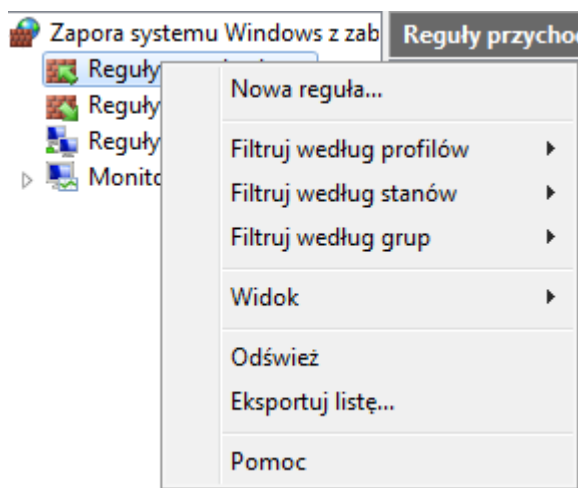 Zapora systemu Windows z zab
Reguły przycho
Reguły
Reguły
Reguły
Monito
Nowa reguła...
Filtruj według profilów
Filtruj według stanów
Filtruj według grup
Widok
Odśwież
Eksportuj listę...
Pomoc